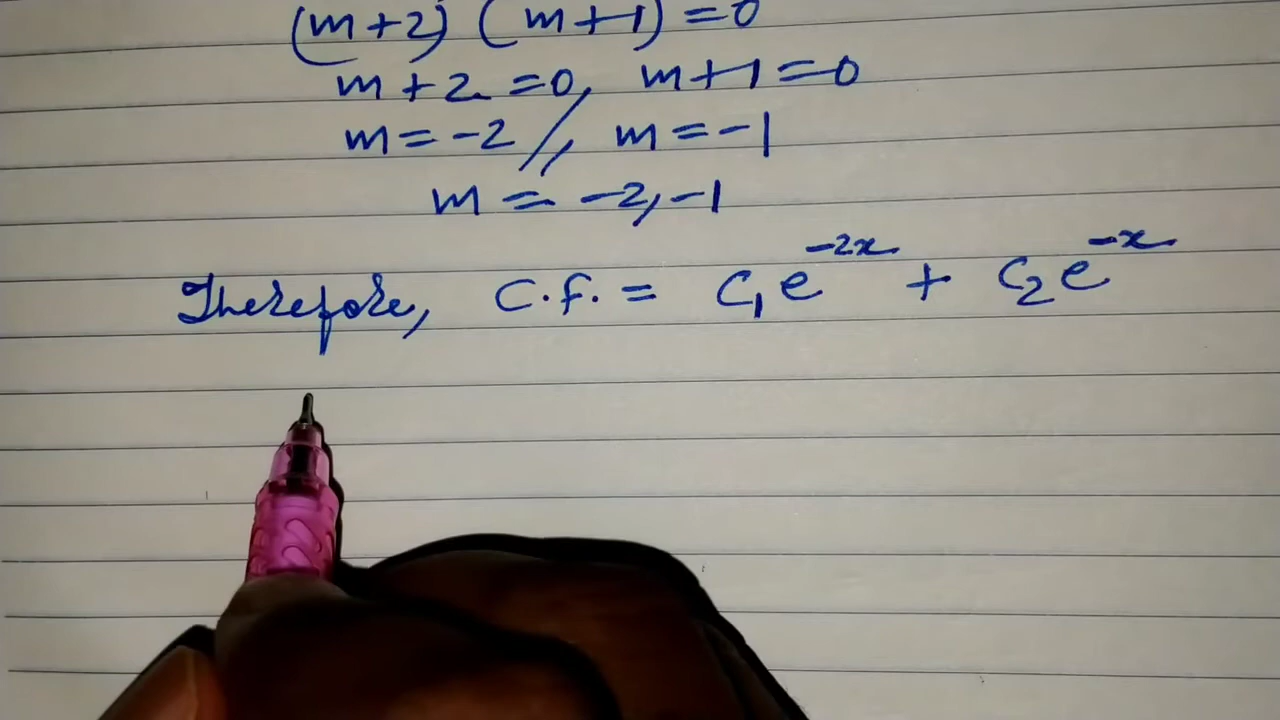 (m+2) (m+1) = 0
m+2 = 0, m+1 = 0
m = -2 // m = -1
m = -2, -1
Therefore, C.f. = C₁e⁻²ˣ + C₂e⁻ˣ